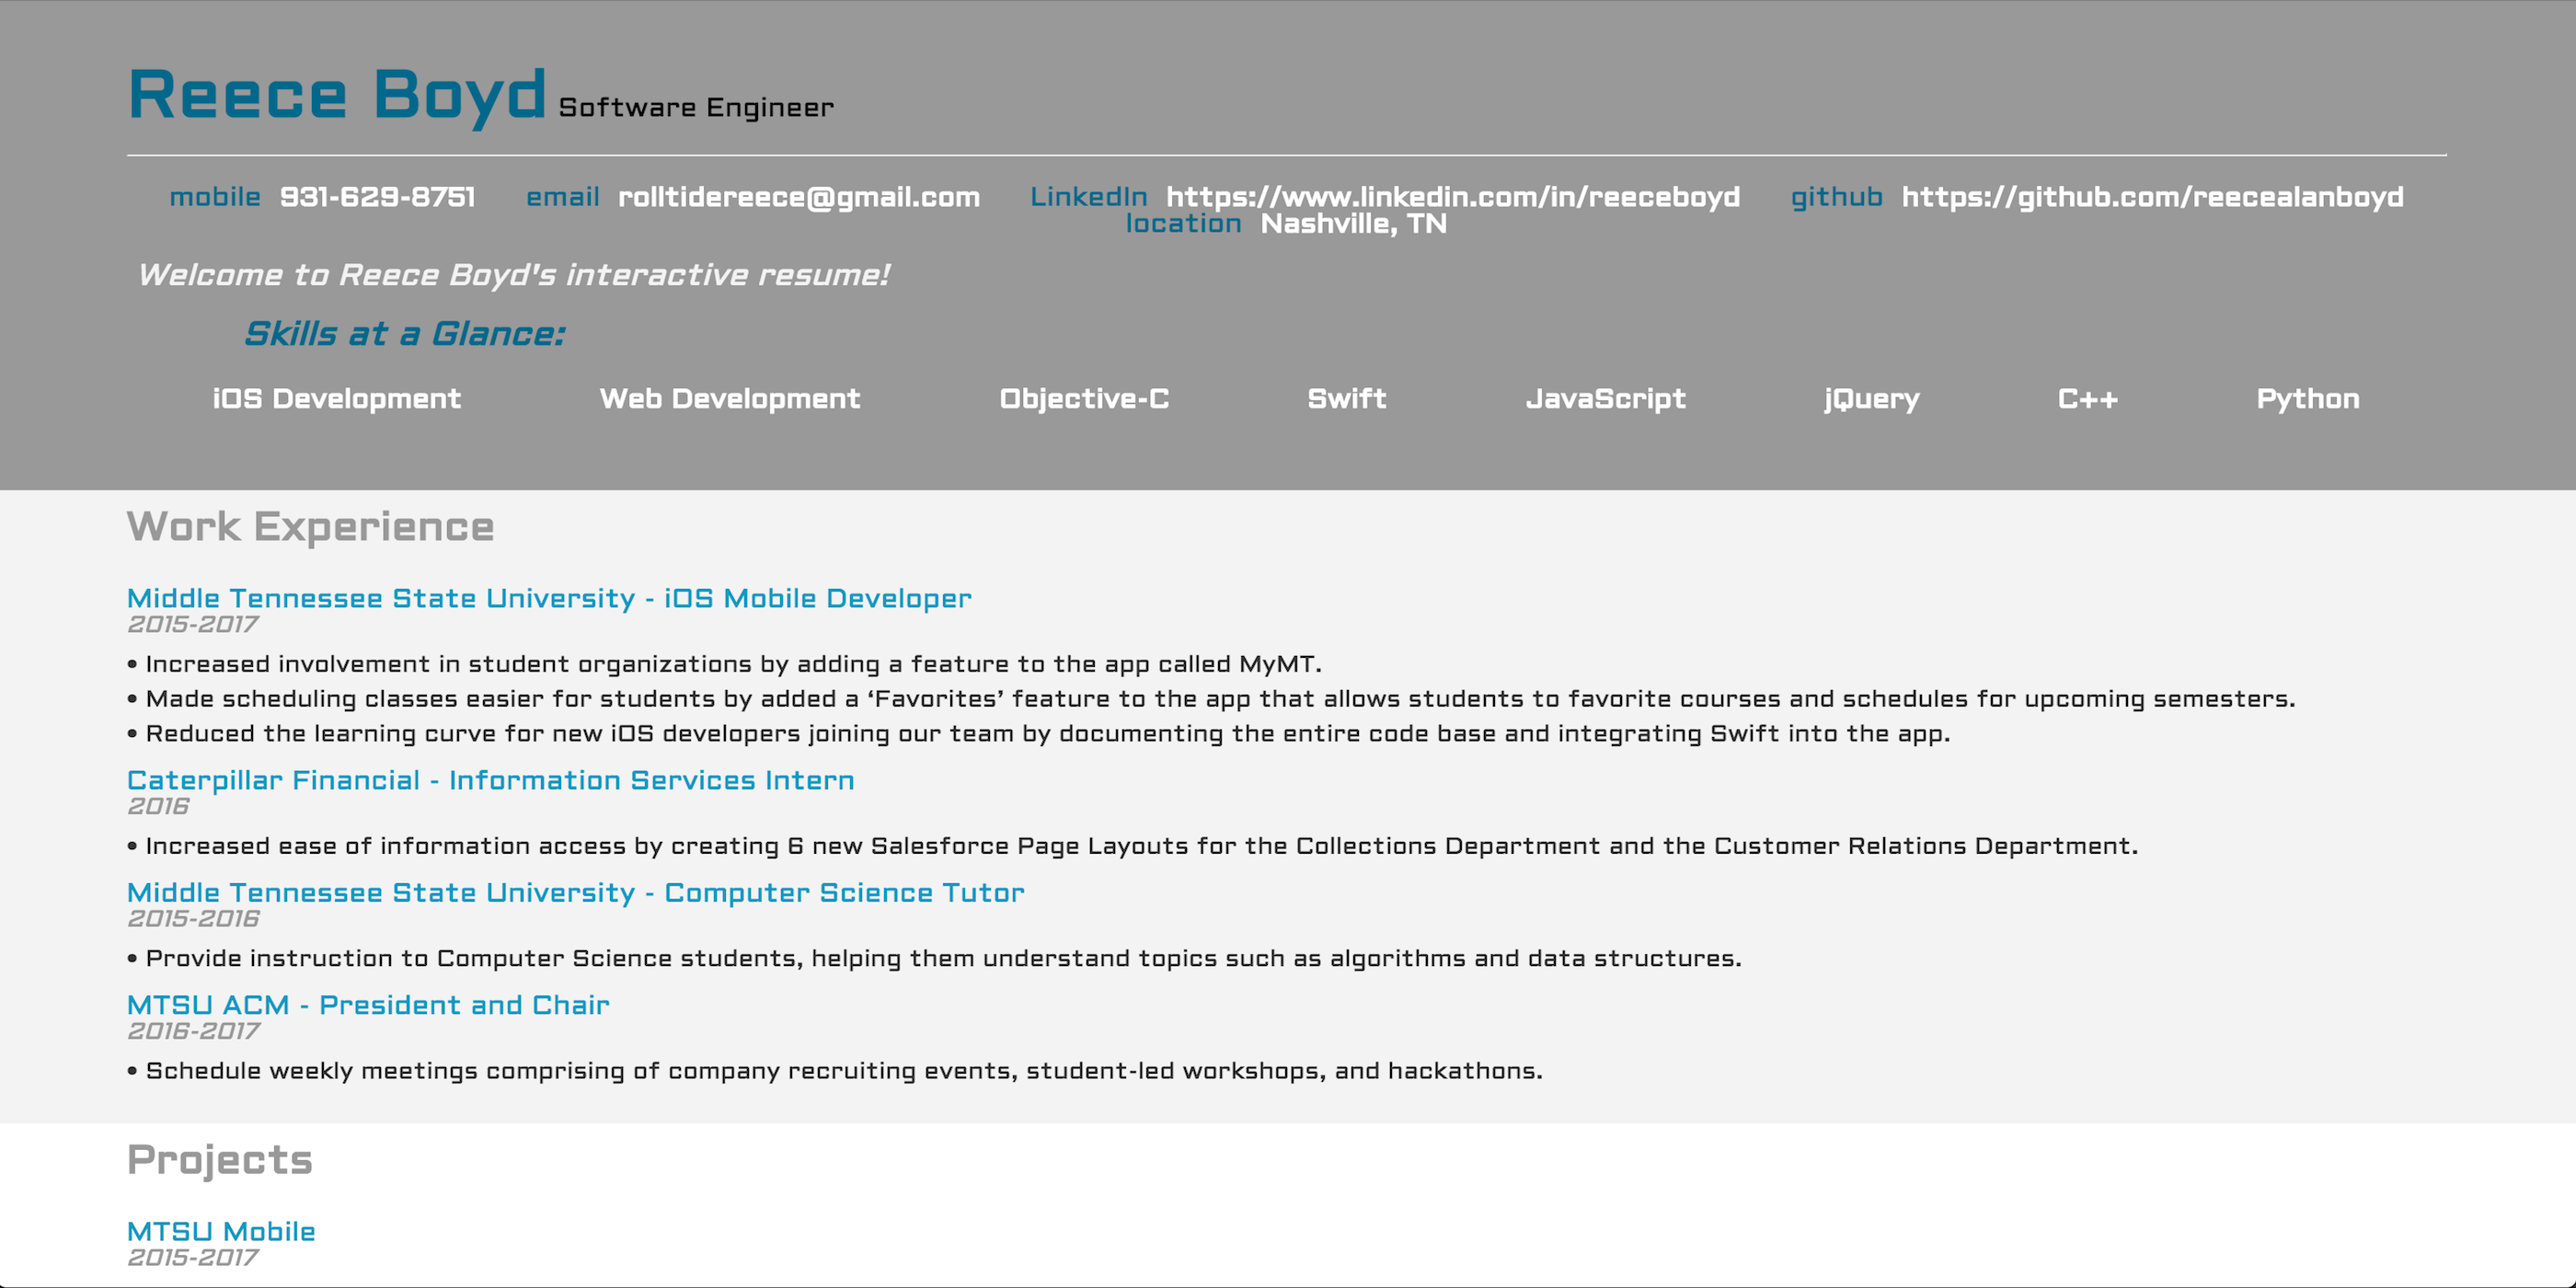 Reece Boyd Software Engineer
mobile 931-629-8751 email rolltidereece@gmail.com LinkedIn https://www.linkedin.com/in/reeceboyd github https://github.com/reecealanboyd
location Nashville, TN
Welcome to Reece Boyd's interactive resume!
Skills at a Glance:
iOS Development Web Development Objective-C Swift JavaScript jQuery C++ Python
Work Experience
Middle Tennessee State University - iOS Mobile Developer
2015-2017
• Increased involvement in student organizations by adding a feature to the app called MyMT.
• Made scheduling classes easier for students by added a ‘Favorites’ feature to the app that allows students to favorite courses and schedules for upcoming semesters.
• Reduced the learning curve for new iOS developers joining our team by documenting the entire code base and integrating Swift into the app.
Caterpillar Financial - Information Services Intern
2016
• Increased ease of information access by creating 6 new Salesforce Page Layouts for the Collections Department and the Customer Relations Department.
Middle Tennessee State University - Computer Science Tutor
2015-2016
• Provide instruction to Computer Science students, helping them understand topics such as algorithms and data structures.
MTSU ACM - President and Chair
2016-2017
• Schedule weekly meetings comprising of company recruiting events, student-led workshops, and hackathons.
Projects
MTSU Mobile
2015-2017